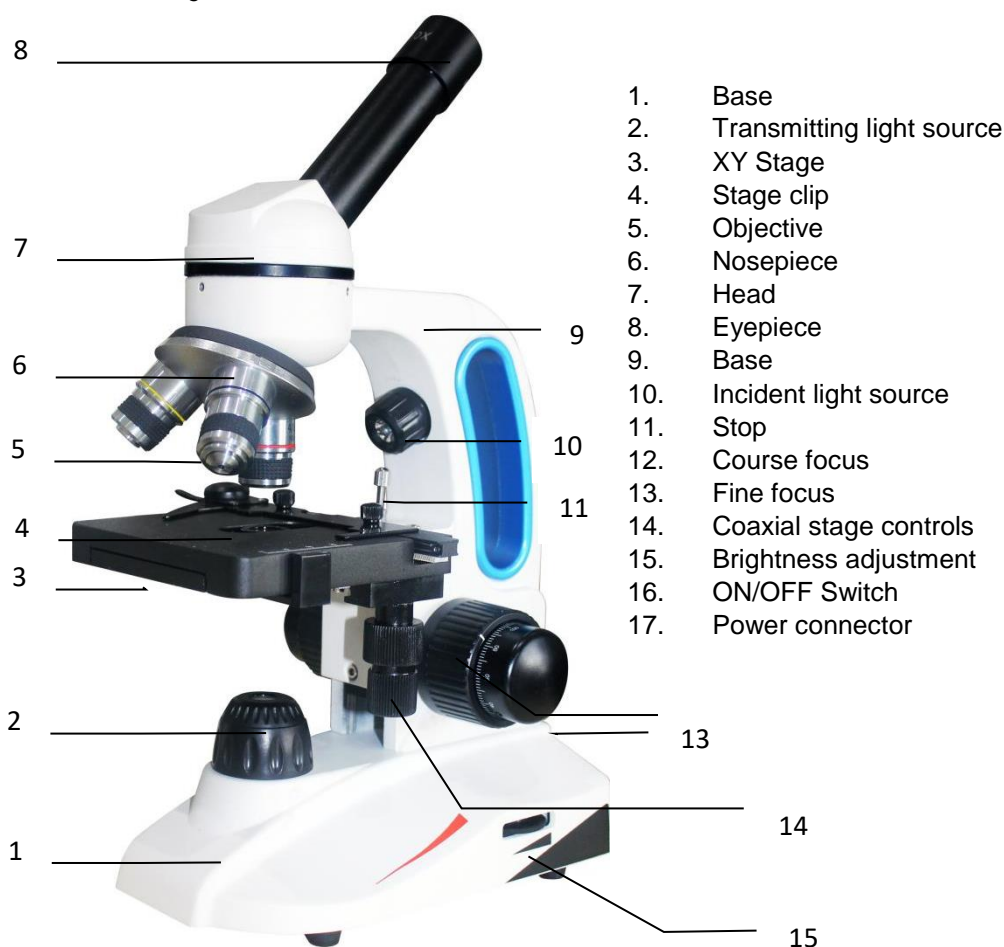 8
7
6
5
4
3
2
1
9
10
11
13
14
15
1. Base
2. Transmitting light source
3. XY Stage
4. Stage clip
5. Objective
6. Nosepiece
7. Head
8. Eyepiece
9. Base
10. Incident light source
11. Stop
12. Course focus
13. Fine focus
14. Coaxial stage controls
15. Brightness adjustment
16. ON/OFF Switch
17. Power connector